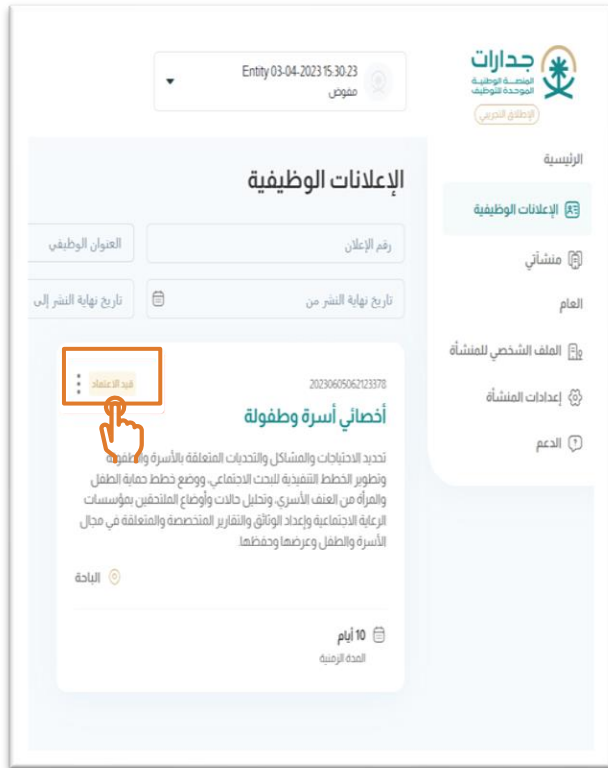 جدارات
المنصـــة الوطنيـة
الموحدة للتوظيف
(الإطلاق التجريبي)
Entity 03-04-2023 15:30:23
مفوض
الرئيسية
الإعلانات الوظيفية
منشآتي
العام
الملف الشخصي للمنشأة
إعدادات المنشأة
الدعم
الإعلانات الوظيفية
رقم الإعلان
العنوان الوظيفي
تاريخ نهاية النشر من
تاريخ نهاية النشر إلى
20230605062123378
قيد الاعتماد
أخصائي أسرة وطفولة
تحديد الاحتياجات والمشاكل والتحديات المتعلقة بالأسرة والطفولة
وتطوير الخطط التنفيذية للبحث الاجتماعي، ووضع خطط حماية الطفل
والمرأة من العنف الأسري، وتحليل حالات وأوضاع الملتحقين بمؤسسات
الرعاية الاجتماعية وإعداد الوثائق والتقارير المتخصصة والمتعلقة في مجال
الأسرة والطفل وعرضها وحفظها.
الباحة
10 أيام
المدة الزمنية